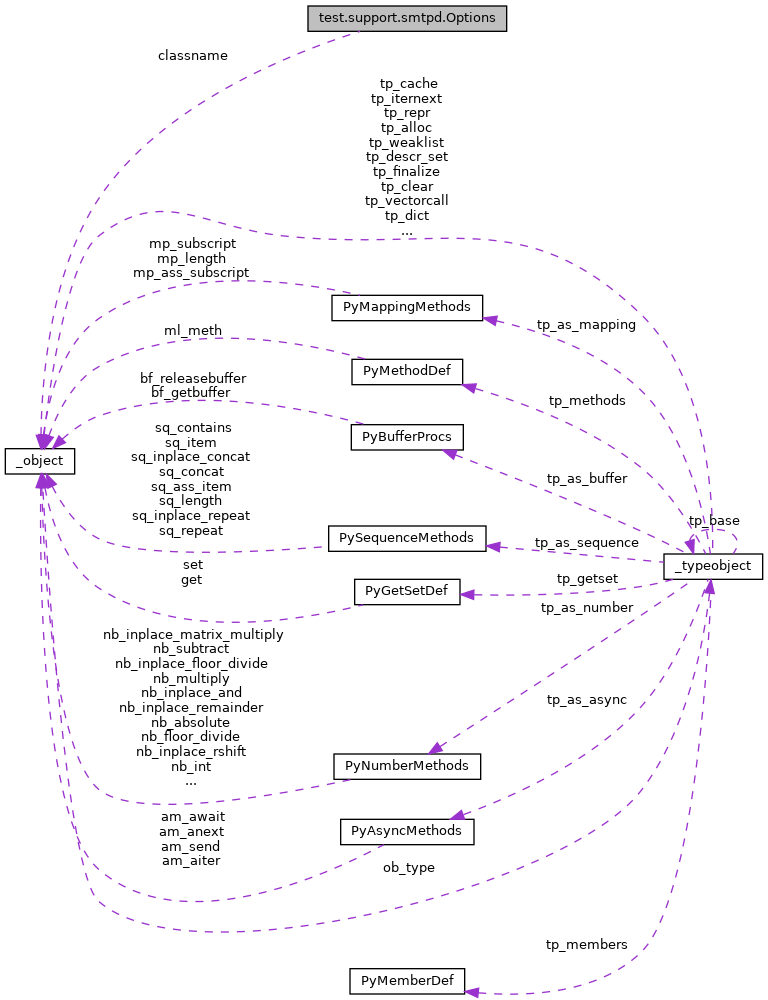 test.support.smtpd.Options
classname
tp_cache
tp_iternext
tp_repr
tp_alloc
tp_weaklist
tp_descr_set
tp_finalize
tp_clear
tp_vectorcall
tp_dict
...
mp_subscript
mp_length
mp_ass_subscript
PyMappingMethods
tp_as_mapping
ml_meth
PyMethodDef
tp_methods
bf_releasebuffer
bf_getbuffer
PyBufferProcs
_object
sq_contains
sq_item
sq_inplace_concat
sq_concat
sq_ass_item
sq_length
sq_inplace_repeat
sq_repeat
tp_as_buffer
tp_base
PySequenceMethods
tp_as_sequence
_typeobject
set
get
PyGetSetDef
tp_getset
tp_as_number
nb_inplace_matrix_multiply
nb_subtract
nb_inplace_floor_divide
nb_multiply
nb_inplace_and
nb_inplace_remainder
nb_absolute
nb_floor_divide
nb_inplace_rshift
nb_int
...
tp_as_async
PyNumberMethods
am_await
am_anext
am_send
am_aiter
PyAsyncMethods
ob_type
tp_members
PyMemberDef